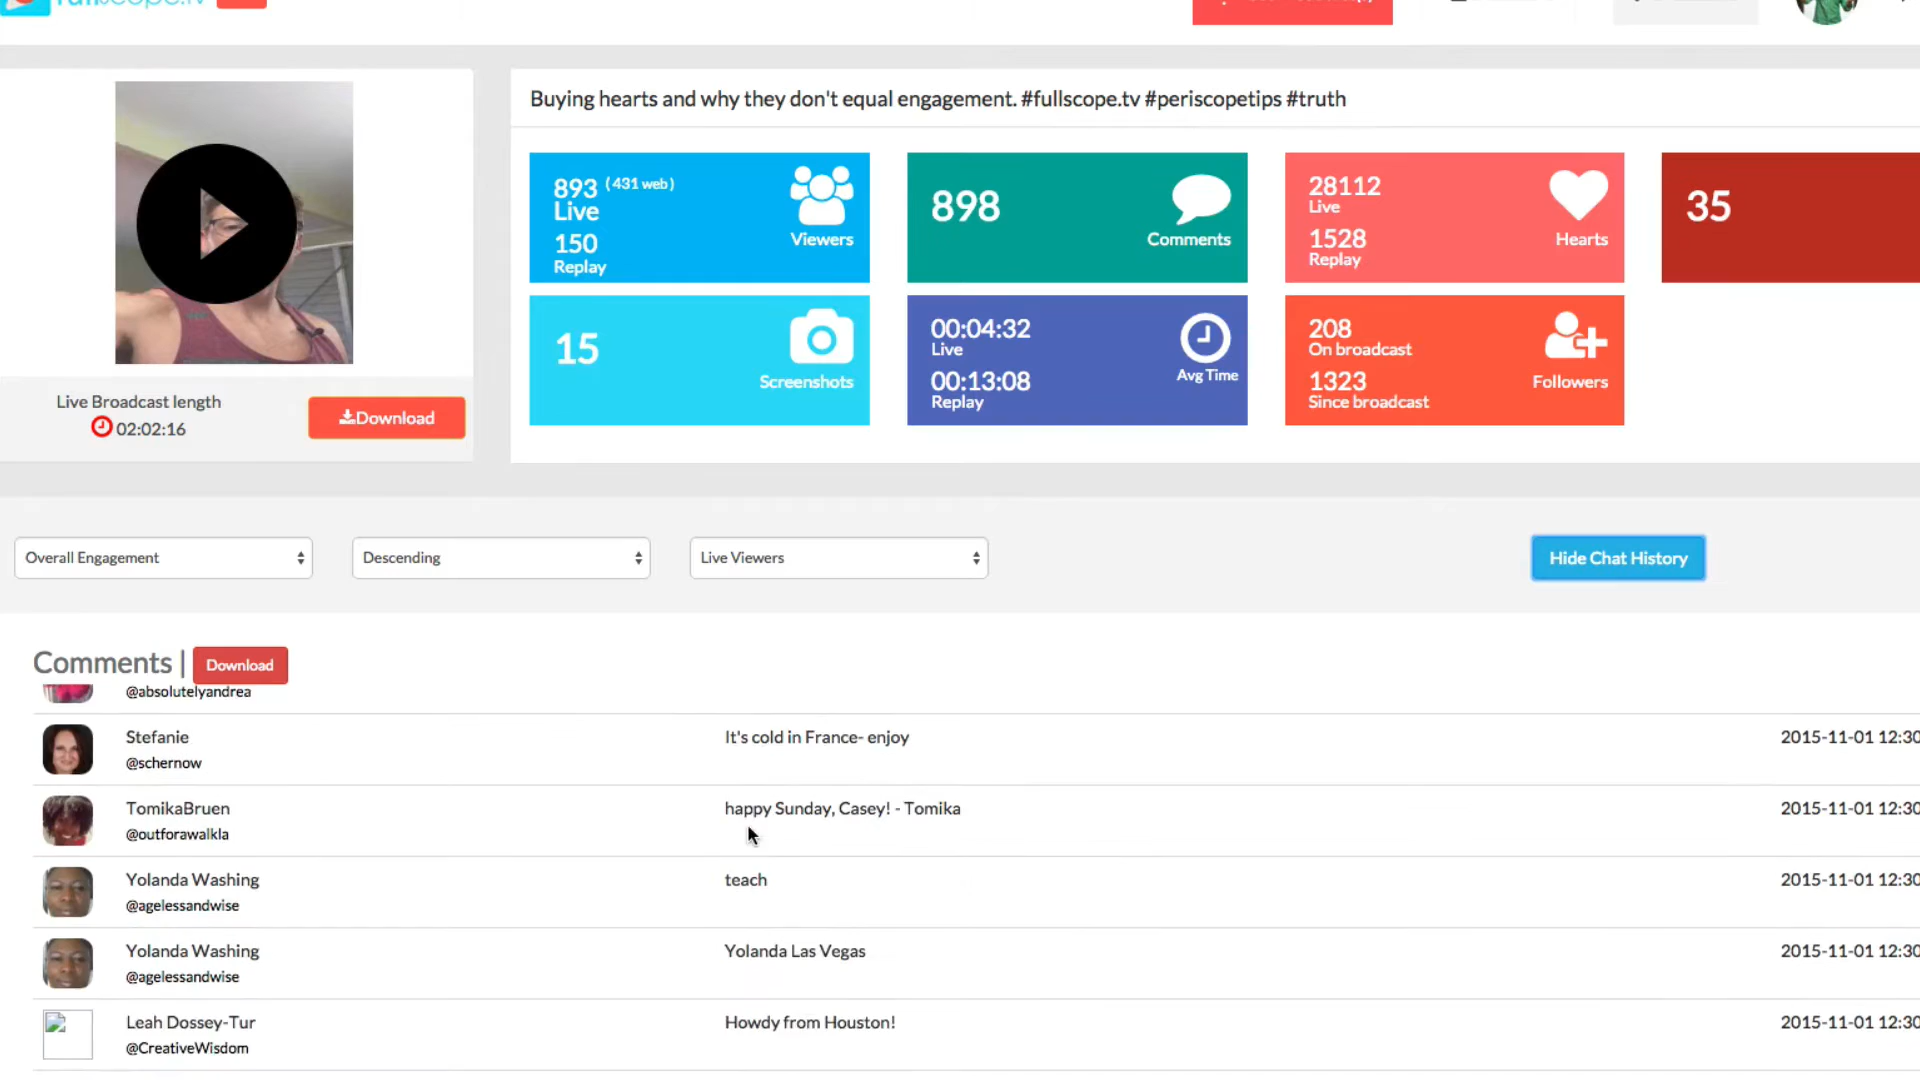 fullscope.tv
Buying hearts and why they don't equal engagement. #fullscope.tv #periscopetips #truth
893 (431 web)
Live
150
Replay
Viewers
898
Comments
28112
Live
1528
Replay
Hearts
35
15
Screenshots
00:04:32
Live
00:13:08
Replay
Avg Time
208
On broadcast
1323
Since broadcast
Followers
Live Broadcast length
02:02:16
Download
Overall Engagement
Descending
Live Viewers
Hide Chat History
Comments | Download
@absolutelyandrea
Stefanie
@schernow
It's cold in France- enjoy
2015-11-01 12:30
TomikaBruen
@outforawalkla
happy Sunday, Casey! - Tomika
2015-11-01 12:30
Yolanda Washing
@agelessandwise
teach
2015-11-01 12:30
Yolanda Washing
@agelessandwise
Yolanda Las Vegas
2015-11-01 12:30
Leah Dossey-Tur
@CreativeWisdom
Howdy from Houston!
2015-11-01 12:30